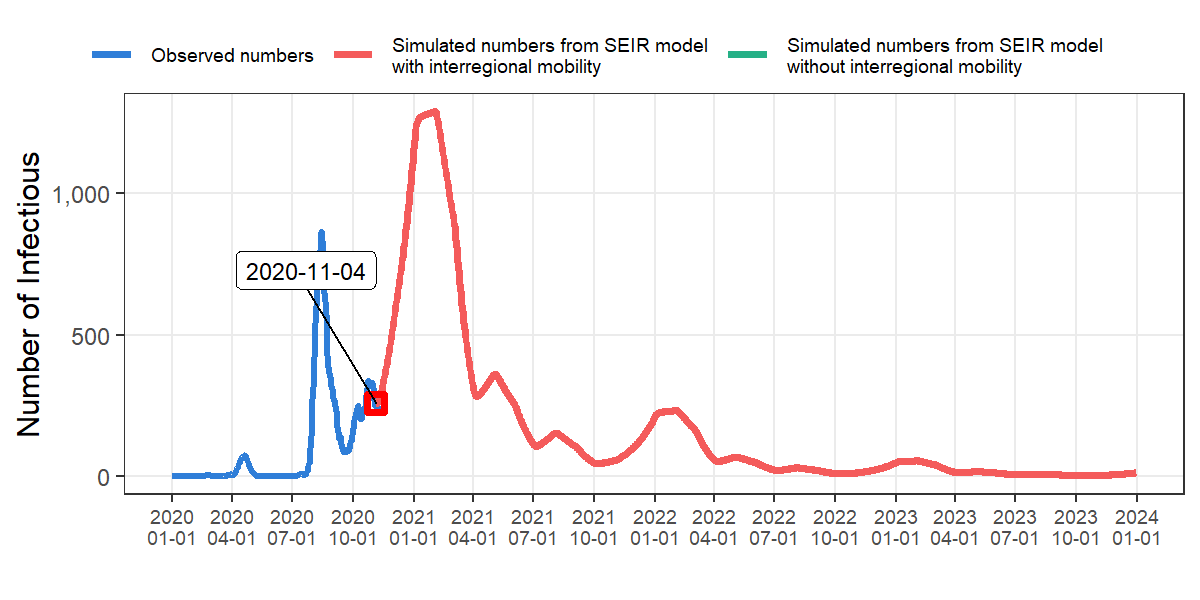 Observed numbers
Simulated numbers from SEIR model
with interregional mobility
Simulated numbers from SEIR model
without interregional mobility
Number of Infectious
1,000
500
0
2020-11-04
2020 2020 2020 2020 2021 2021 2021 2021 2022 2022 2022 2022 2023 2023 2023 2023 2024
01-01 04-01 07-01 10-01 01-01 04-01 07-01 10-01 01-01 04-01 07-01 10-01 01-01 04-01 07-01 10-01 01-01